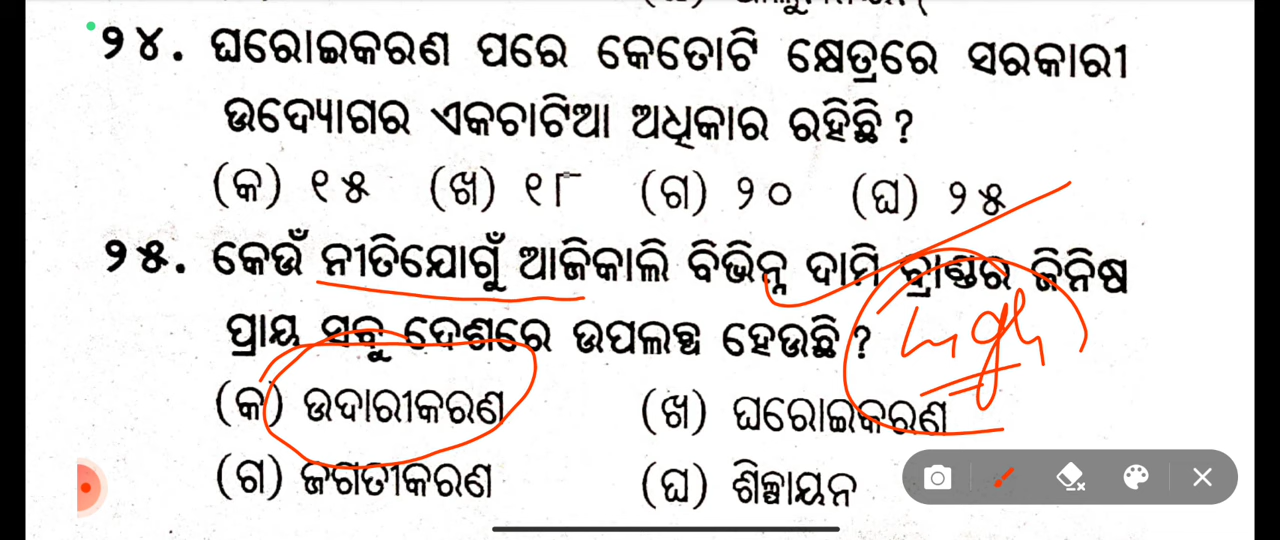 ୨୪. ଘରୋଇକରଣ ପରେ କେତୋଟି କ୍ଷେତ୍ରରେ ସରକାରୀ
ଉଦ୍ୟୋଗର ଏକଚାଟିଆ ଅଧିକାର ରହିଛି ?
(କ) ୧୫ (ଖ) ୧୮ (ଗ) ୨୦ (ଘ) ୨୫
୨୫. କେଉଁ ନୀତିଯୋଗୁଁ ଆଜିକାଲି ବିଭିନ୍ନ ଦାମି ବ୍ରାଣ୍ଡର ଜିନିଷ
ପ୍ରାୟ ସବୁ ଦେଶରେ ଉପଲବ୍ଧ ହେଉଛି ?
(କ) ଉଦାରୀକରଣ (ଖ) ଘରୋଇକରଣ
(ଗ) ଜଗତୀକରଣ (ଘ) ଶିଳ୍ପାୟନ